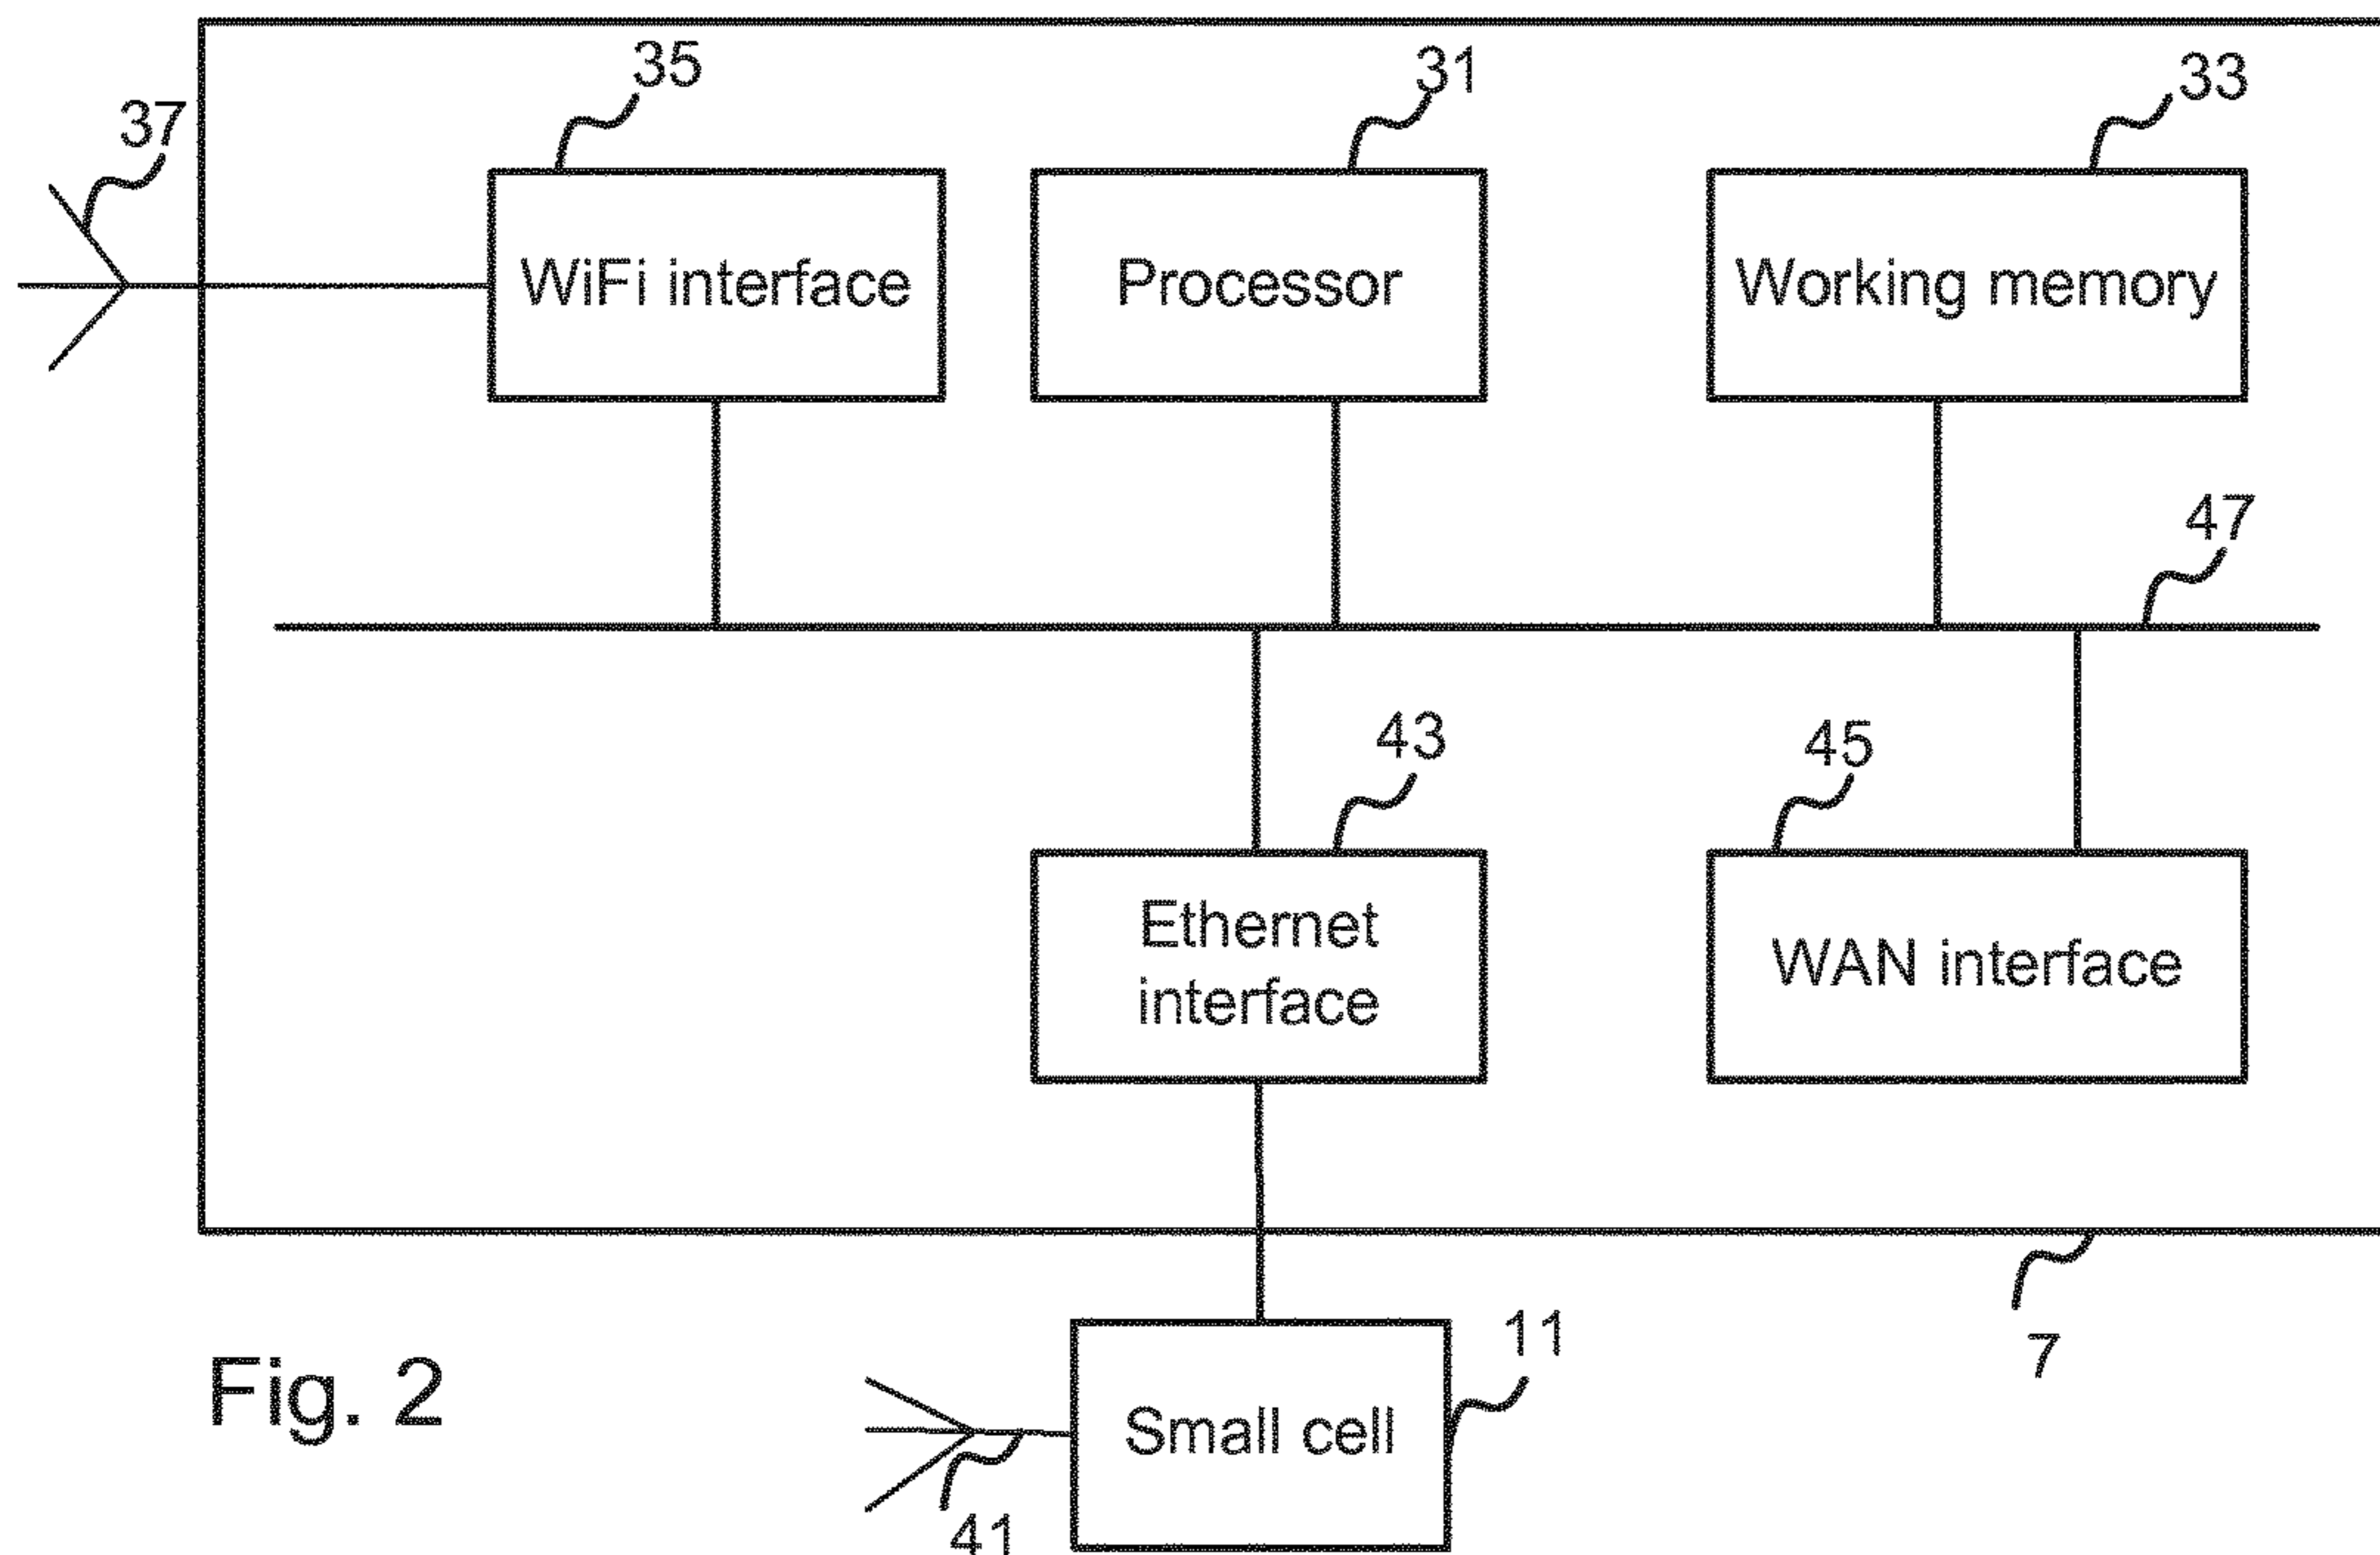 35
31
33
37
WiFi interface
Processor
Working memory
47
43
45
Ethernet
interface
WAN interface
11
7
Fig. 2
Small cell
41